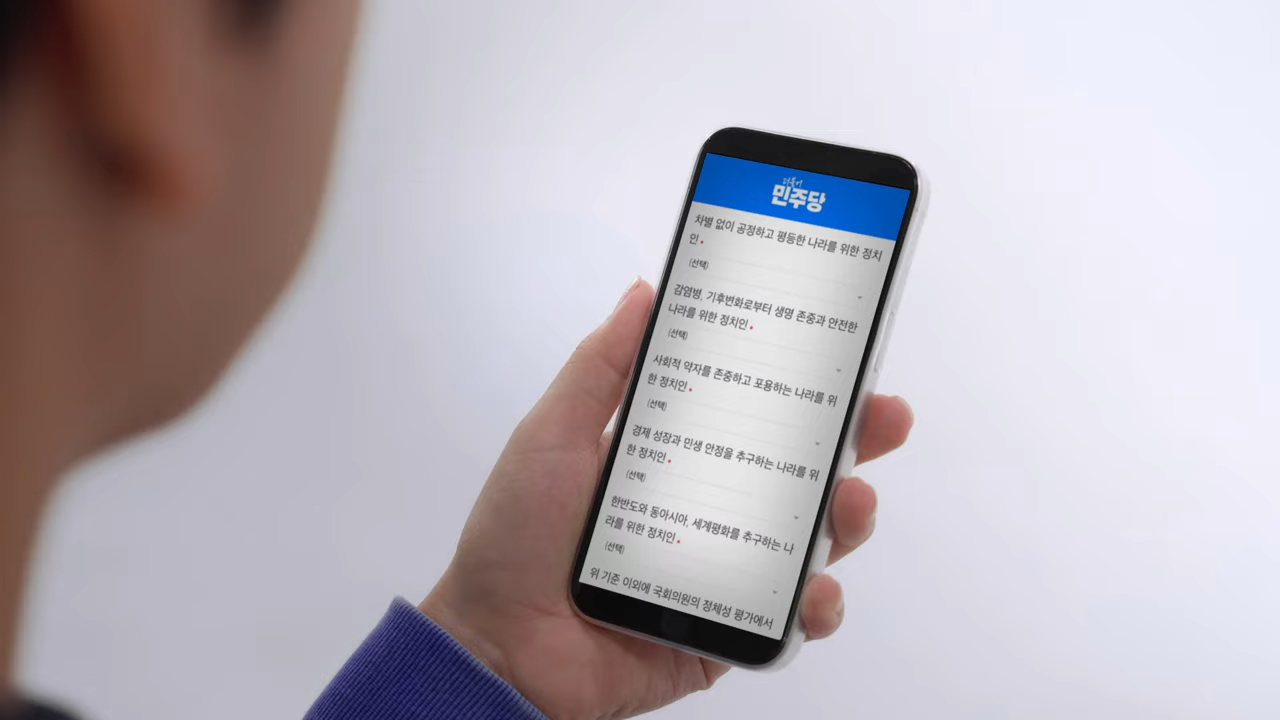 더불어
민주당
차별 없이 공정하고 평등한 나라를 위한 정치
인 •
(선택)
감염병, 기후변화로부터 생명 존중과 안전한
나라를 위한 정치인 •
(선택)
사회적 약자를 존중하고 포용하는 나라를 위
한 정치인 •
(선택)
경제 성장과 민생 안정을 추구하는 나라를 위
한 정치인 •
(선택)
한반도와 동아시아, 세계평화를 추구하는 나
라를 위한 정치인 •
(선택)
위 기준 이외에 국회의원의 정체성 평가에서